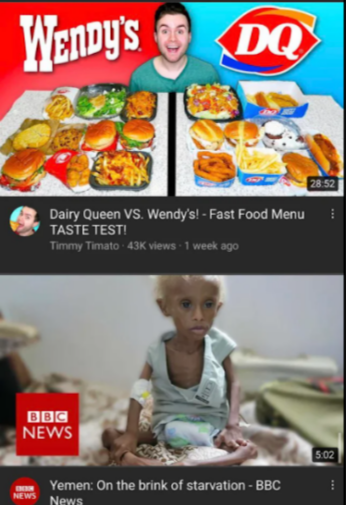 Wendy's
DQ
28:52
Dairy Queen VS. Wendy's! - Fast Food Menu
TASTE TEST!
Timmy Timato · 43K views · 1 week ago
BBC
NEWS
5:02
BBC
NEWS
Yemen: On the brink of starvation - BBC
News